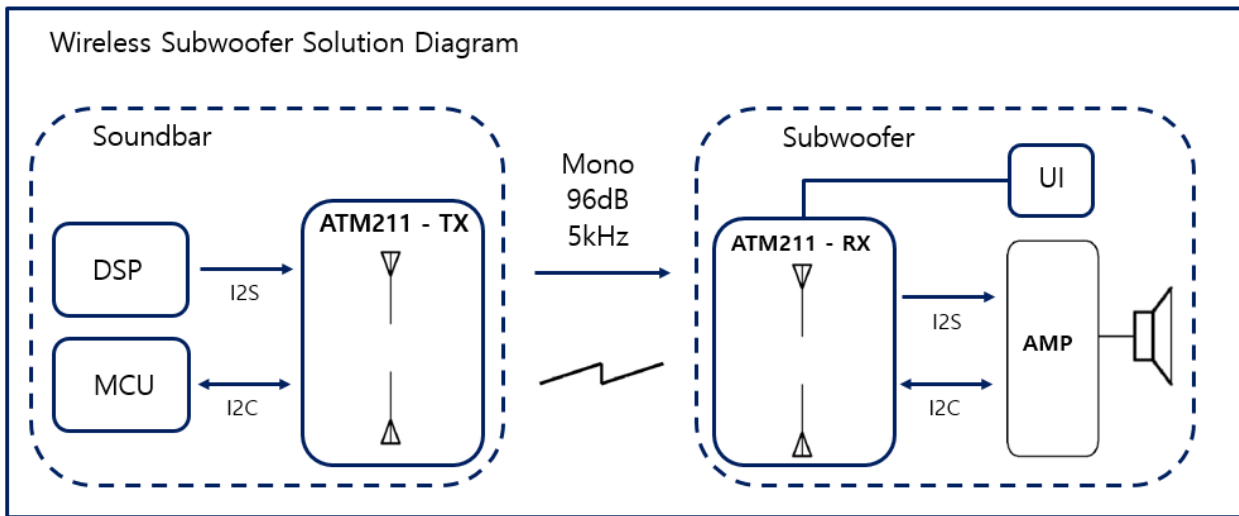 Wireless Subwoofer Solution Diagram
Soundbar
DSP
I2S
MCU
I2C
ATM211 - TX
Mono
96dB
5kHz
Subwoofer
UI
ATM211 - RX
I2S
I2C
AMP